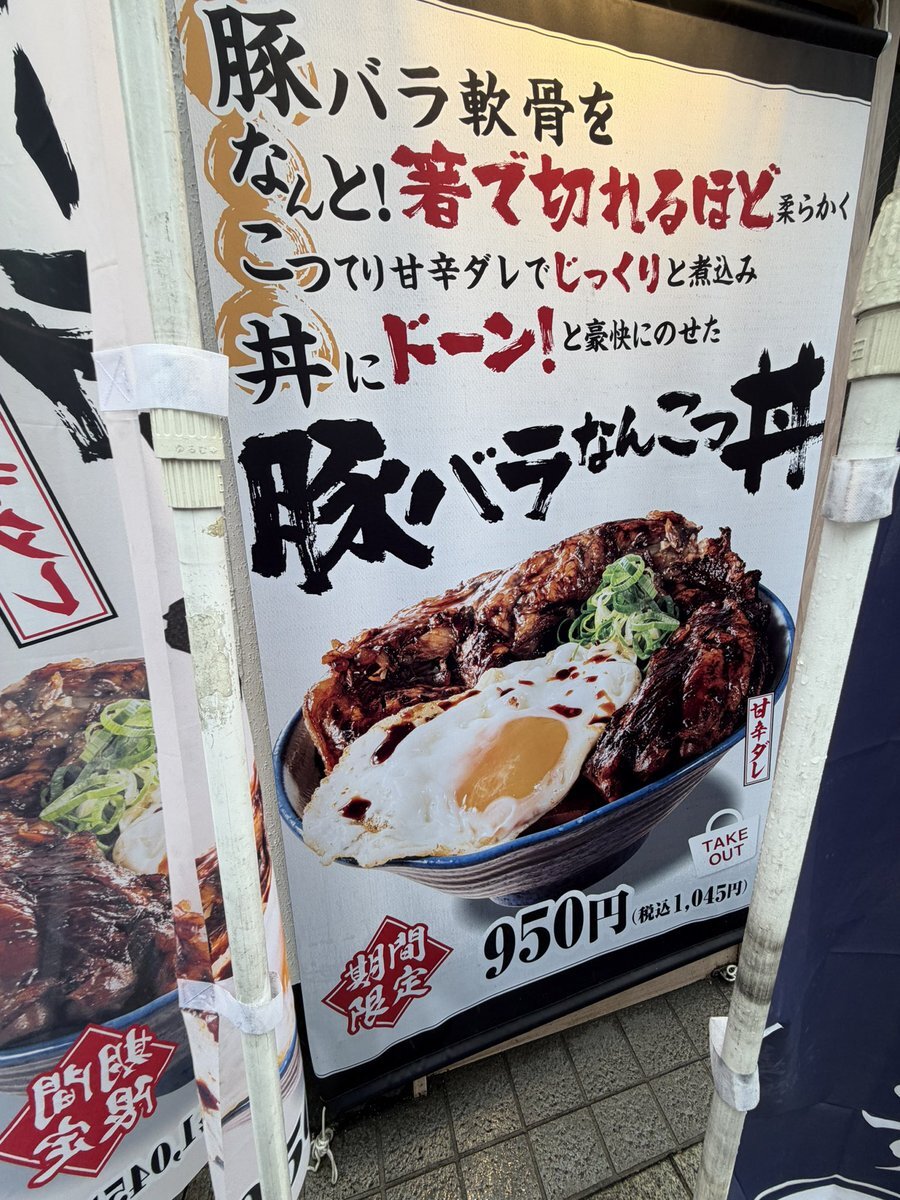 豚バラ軟骨を
なんと!箸で切れるほど柔らかく
こってり甘辛ダレでじっくりと煮込み
丼にドーン!と豪快にのせた
豚バラなんこつ丼
甘辛ダレ
TAKE
OUT
950円(税込1,045円)
期間
限定
ダレ
期間
限定
1,045